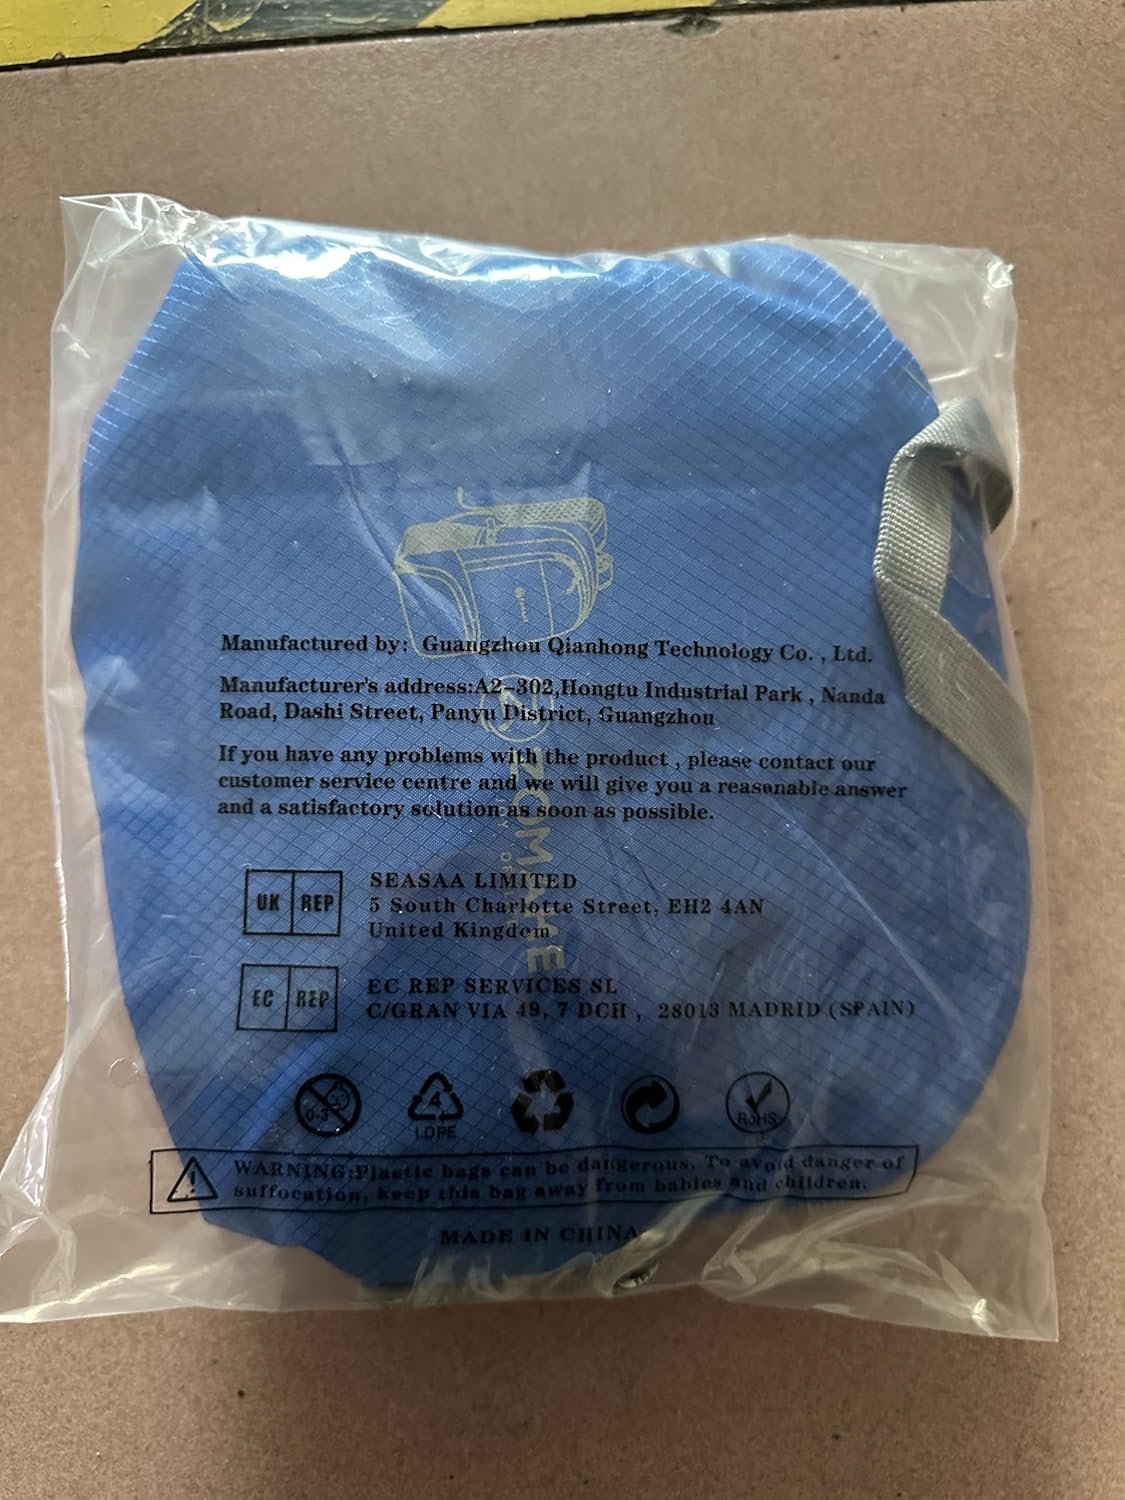 Manufactured by: Guangzhou Qianhong Technology Co. , Ltd.
Manufacturer's address:A2-302,Hongtu Industrial Park , Nanda
Road, Dashi Street, Panyu District, Guangzhou
If you have any problems with the product , please contact our
customer service centre and we will give you a reasonable answer
and a satisfactory solution as soon as possible.
UK REP
SEASAA LIMITED
5 South Charlotte Street, EH2 4AN
United Kingdom
EC REP
EC REP SERVICES SL
C/GRAN VIA 49, 7 DCH , 28013 MADRID (SPAIN)
0-3
4
LDPE
RoHS
WARNING:Plastic bags can be dangerous. To avoid danger of
suffocation, keep this bag away from babies and children.
MADE IN CHINA